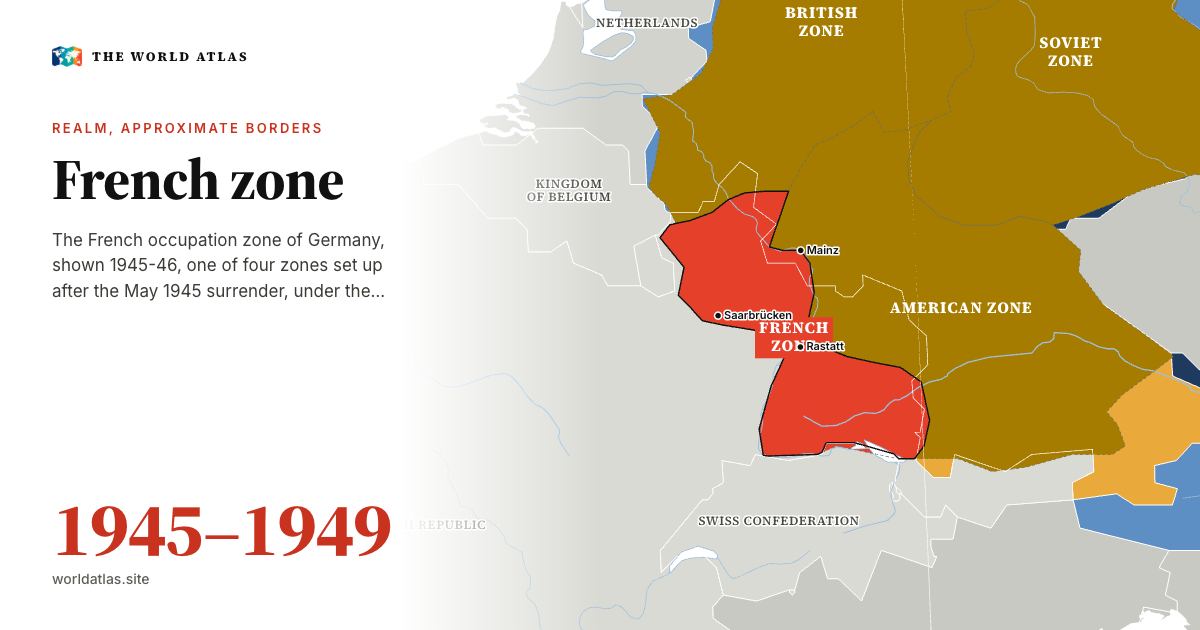 THE WORLD ATLAS
REALM, APPROXIMATE BORDERS
French zone
The French occupation zone of Germany,
shown 1945-46, one of four zones set up
after the May 1945 surrender, under the...
1945–1949
worldatlas.site
NETHERLANDS
BRITISH
ZONE
SOVIET
ZONE
KINGDOM
OF BELGIUM
Mainz
AMERICAN ZONE
Saarbrücken
FRENCH
ZONE
Rastatt
SWISS CONFEDERATION
REPUBLIC